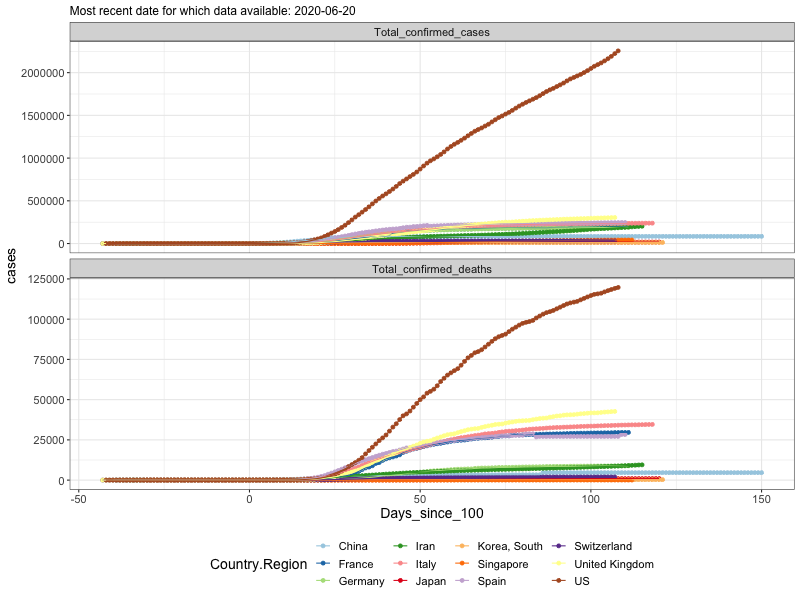 Most recent date for which data available: 2020-06-20
Total_confirmed_cases
2000000
1500000
1000000
500000
0
Total_confirmed_deaths
125000
100000
75000
50000
25000
0
cases
-50 0 50 100 150
Days_since_100
Country.Region
China Iran Korea, South Switzerland
France Italy Singapore United Kingdom
Germany Japan Spain US